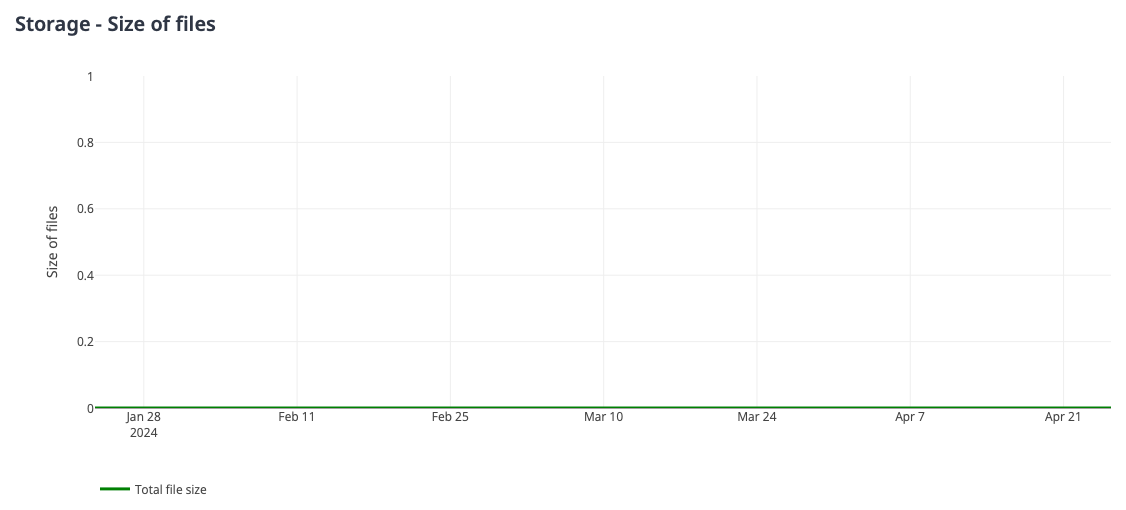 Storage - Size of files
1
0.8
0.6
0.4
0.2
0
Size of files
Jan 28 Feb 11 Feb 25 Mar 10 Mar 24 Apr 7 Apr 21
2024
Total file size